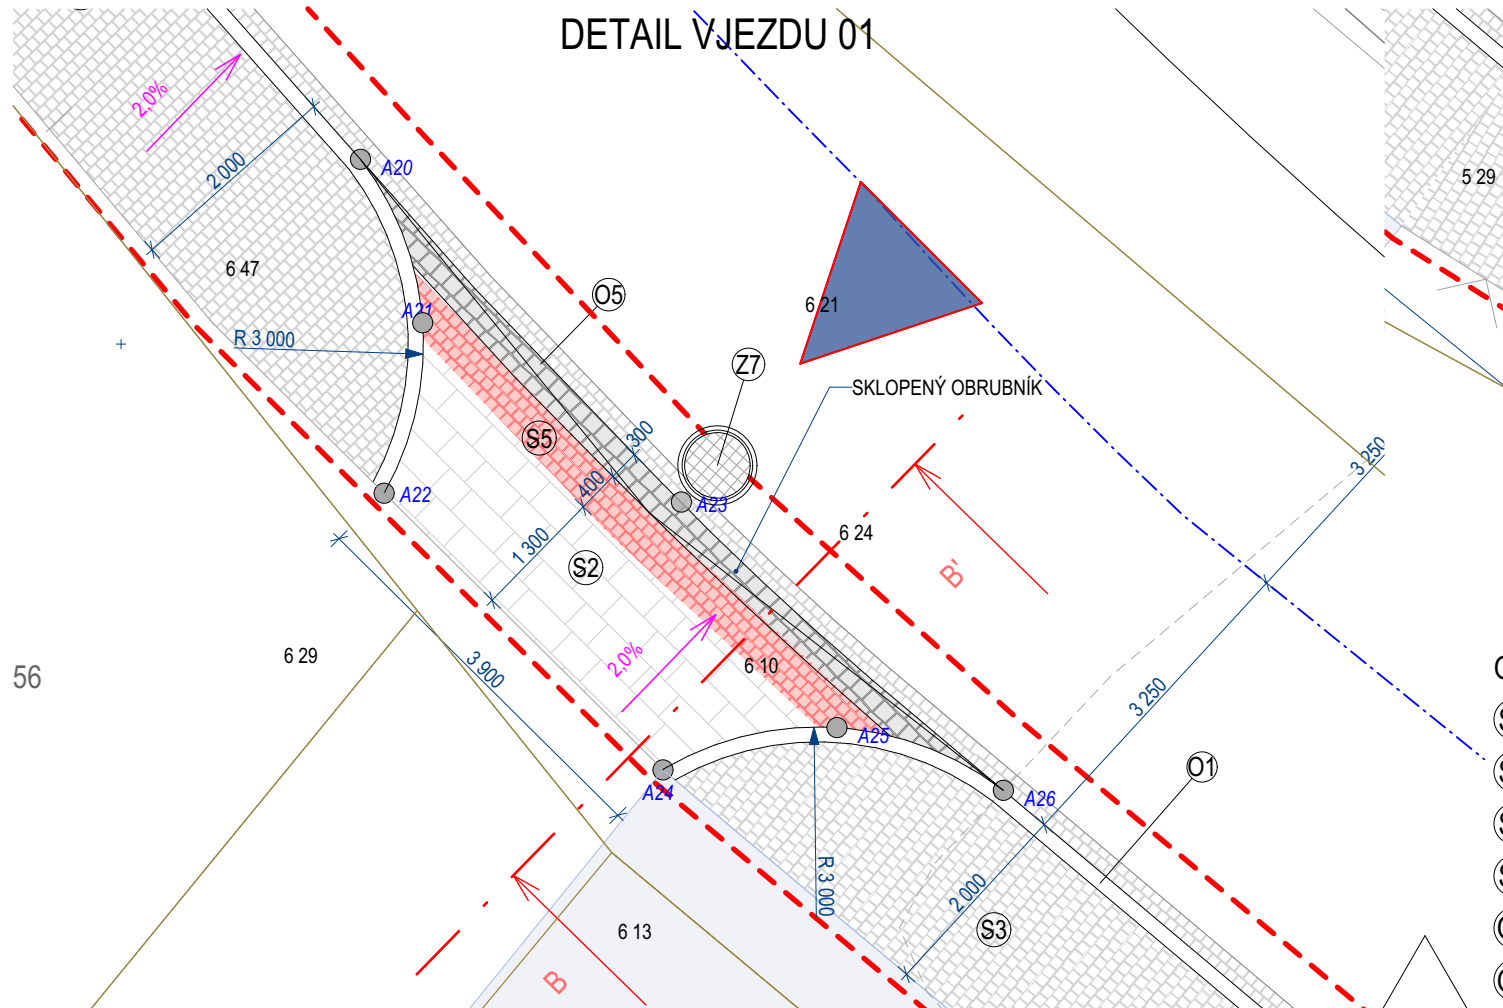 DETAIL VJEZDU 01
2,0%
A20
2 000
5 29
6 47
O5
6 21
A21
R 3 000
Z7
SKLOPENÝ OBRUBNÍK
S5
300
3 250
400
A22
A23
6 24
1 300
S2
B'
6 29
3 900
2,0%
6 10
56
3 250
A25
O1
A24
A26
R 3 000
2 000
6 13
S3
B